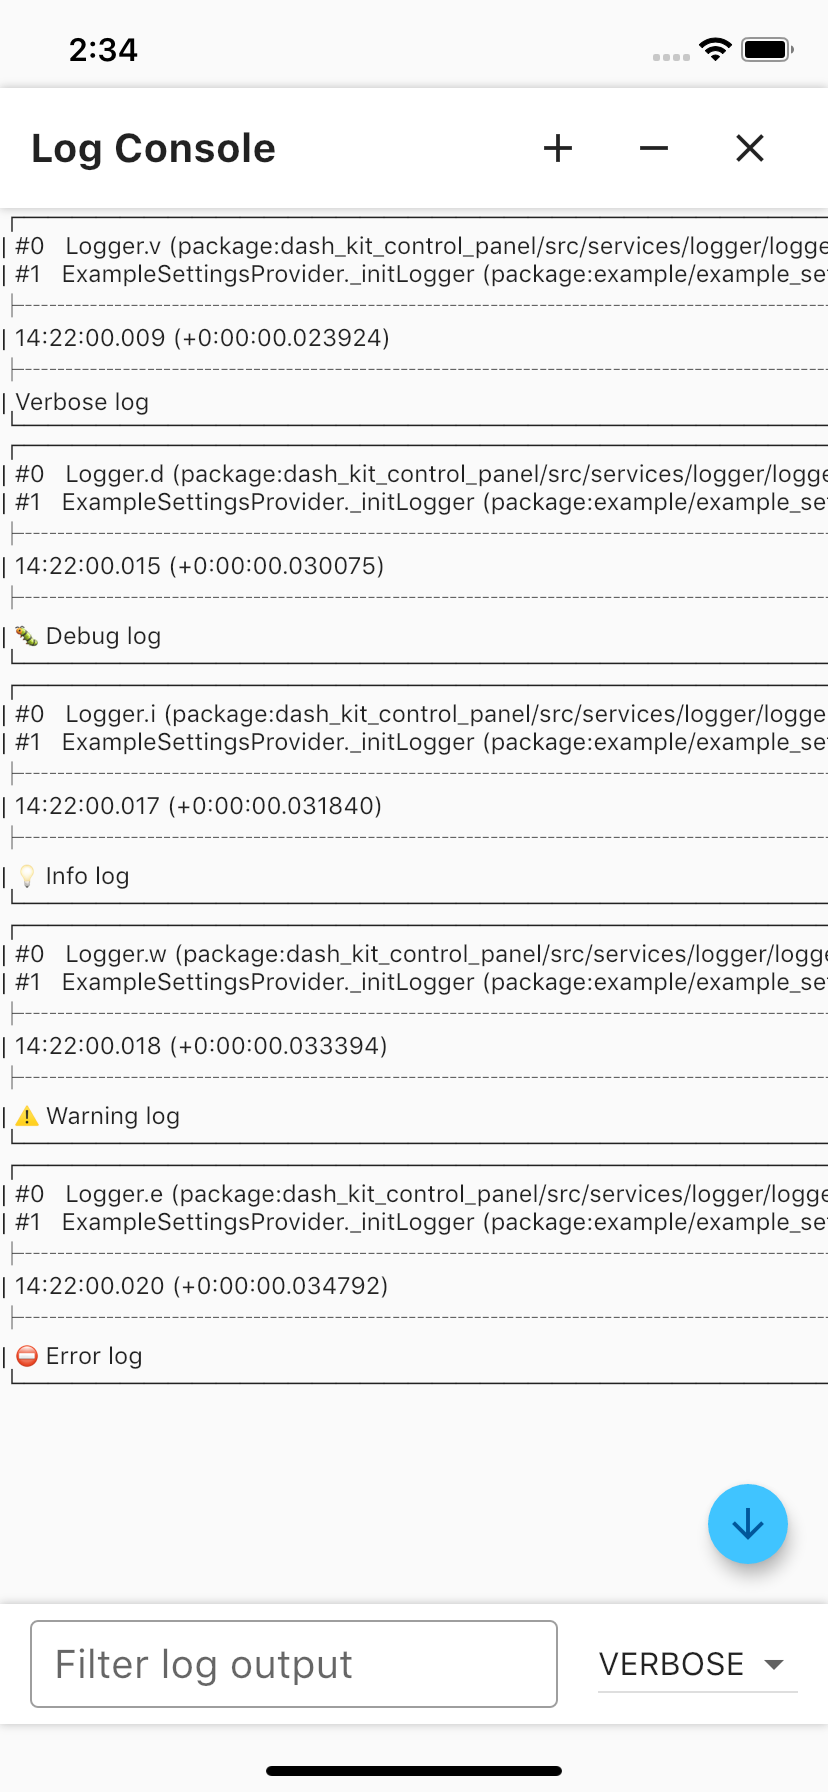 2:34
Log Console
#0 Logger.v (package:dash_kit_control_panel/src/services/logger/logge
#1 ExampleSettingsProvider._initLogger (package:example/example_se
14:22:00.009 (+0:00:00.023924)
Verbose log
#0 Logger.d (package:dash_kit_control_panel/src/services/logger/logge
#1 ExampleSettingsProvider._initLogger (package:example/example_se
14:22:00.015 (+0:00:00.030075)
🐛 Debug log
#0 Logger.i (package:dash_kit_control_panel/src/services/logger/logge
#1 ExampleSettingsProvider._initLogger (package:example/example_se
14:22:00.017 (+0:00:00.031840)
💡 Info log
#0 Logger.w (package:dash_kit_control_panel/src/services/logger/logge
#1 ExampleSettingsProvider._initLogger (package:example/example_se
14:22:00.018 (+0:00:00.033394)
⚠️ Warning log
#0 Logger.e (package:dash_kit_control_panel/src/services/logger/logge
#1 ExampleSettingsProvider._initLogger (package:example/example_se
14:22:00.020 (+0:00:00.034792)
⛔ Error log
Filter log output
VERBOSE